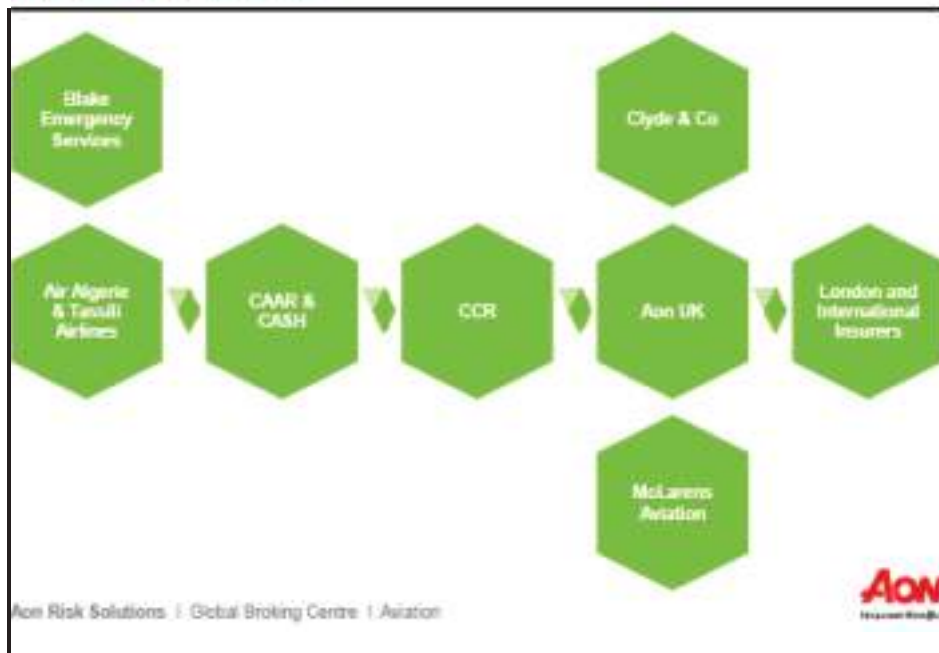 Blake
Emergency
Services
Clyde & Co
Air Algerie
& Tassili
Airlines
CAAR &
CASH
CCR
Aon UK
London and
International
Insurers
McLarens
Aviation
Aon Risk Solutions | Global Broking Centre | Aviation
AON